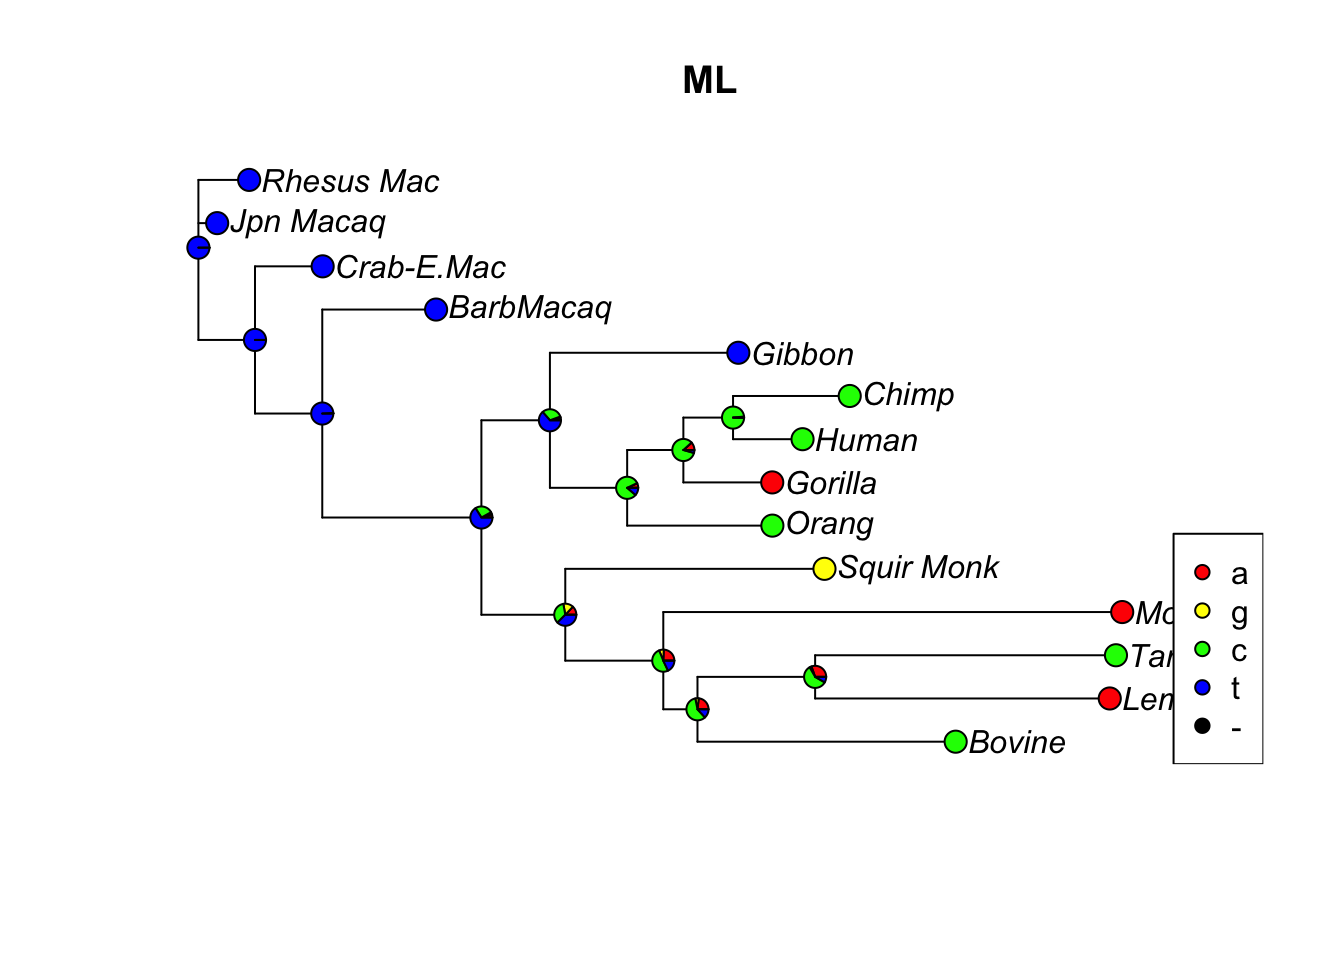 ML
Rhesus Mac
Jpn Macaq
Crab-E.Mac
BarbMacaq
Gibbon
Chimp
Human
Gorilla
Orang
Squir Monk
Mo
Tar
Lem
Bovine
a
g
c
t
-